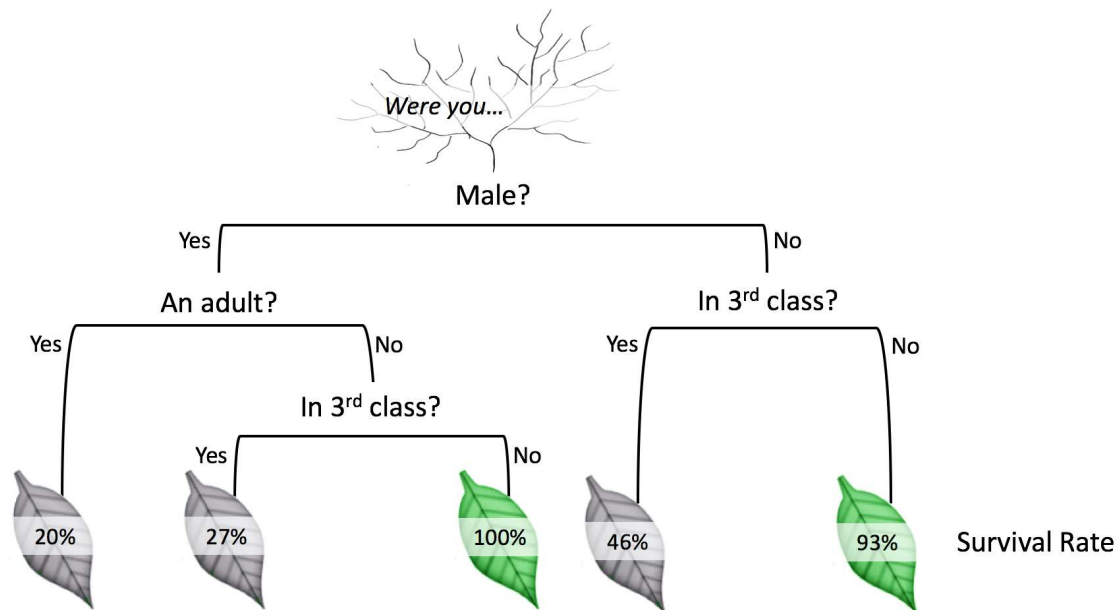 Were you...
Male?
Yes
No
An adult?
In 3rd class?
Yes
No
Yes
No
In 3rd class?
Yes
No
20%
27%
100%
46%
93%
Survival Rate